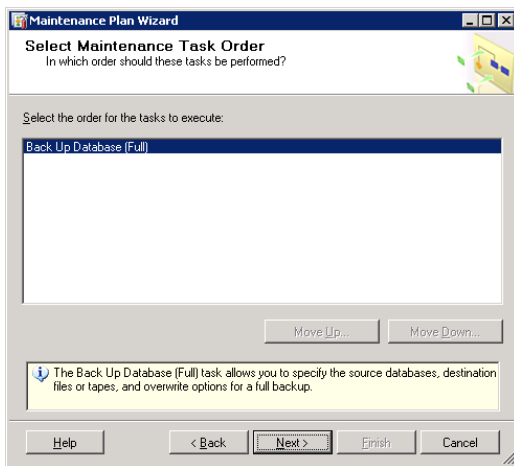 Maintenance Plan Wizard
Select Maintenance Task Order
In which order should these tasks be performed?
Select the order for the tasks to execute:
Back Up Database (Full)
Move Up... Move Down...
The Back Up Database (Full) task allows you to specify the source databases, destination
files or tapes, and overwrite options for a full backup.
Help < Back Next > Finish Cancel